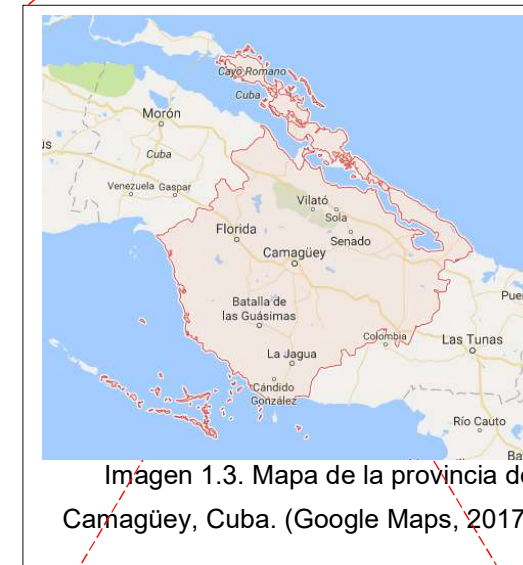 Cayo Romano
Cuba
Morón
Cuba
Venezuela Gaspar
Vilató
Sola
Florida
Senado
Camagüey
Batalla de
las Guásimas
Colombia
Las Tunas
La Jagua
Cándido
González
Río Cauto
Imagen 1.3. Mapa de la provincia de
Camagüey, Cuba. (Google Maps, 2017